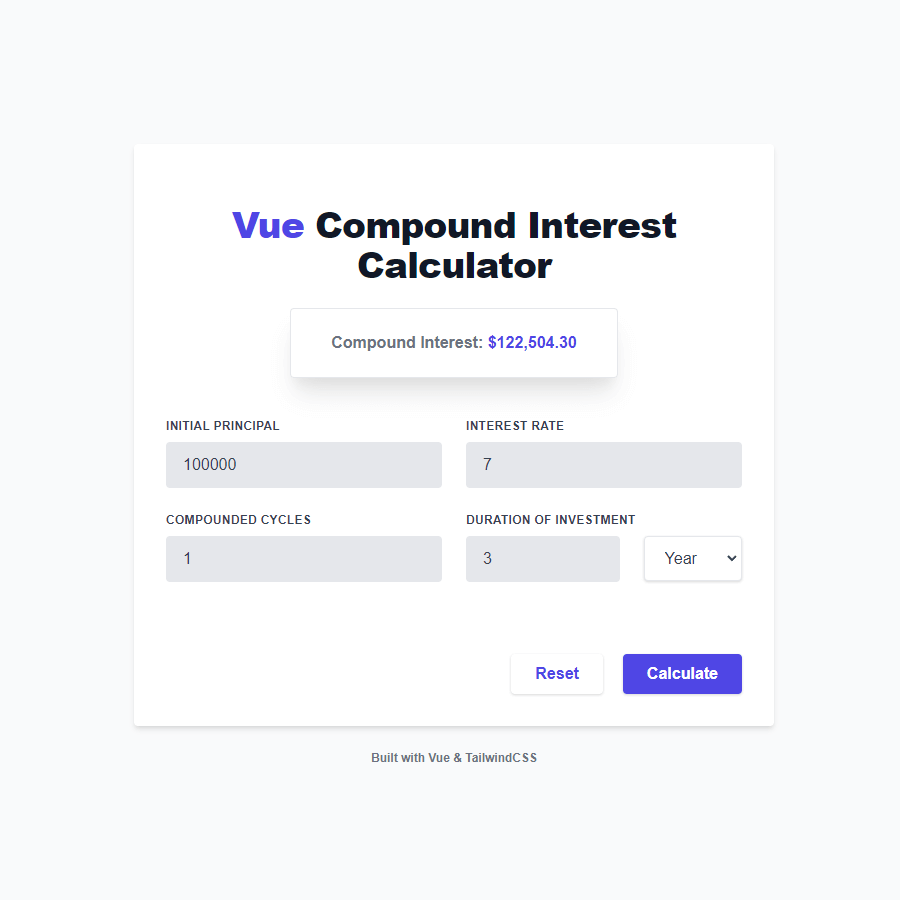 Vue Compound Interest
Calculator
Compound Interest: $122,504.30
INITIAL PRINCIPAL
INTEREST RATE
100000
7
COMPOUNDED CYCLES
DURATION OF INVESTMENT
1
3
Year
Reset
Calculate
Built with Vue & TailwindCSS